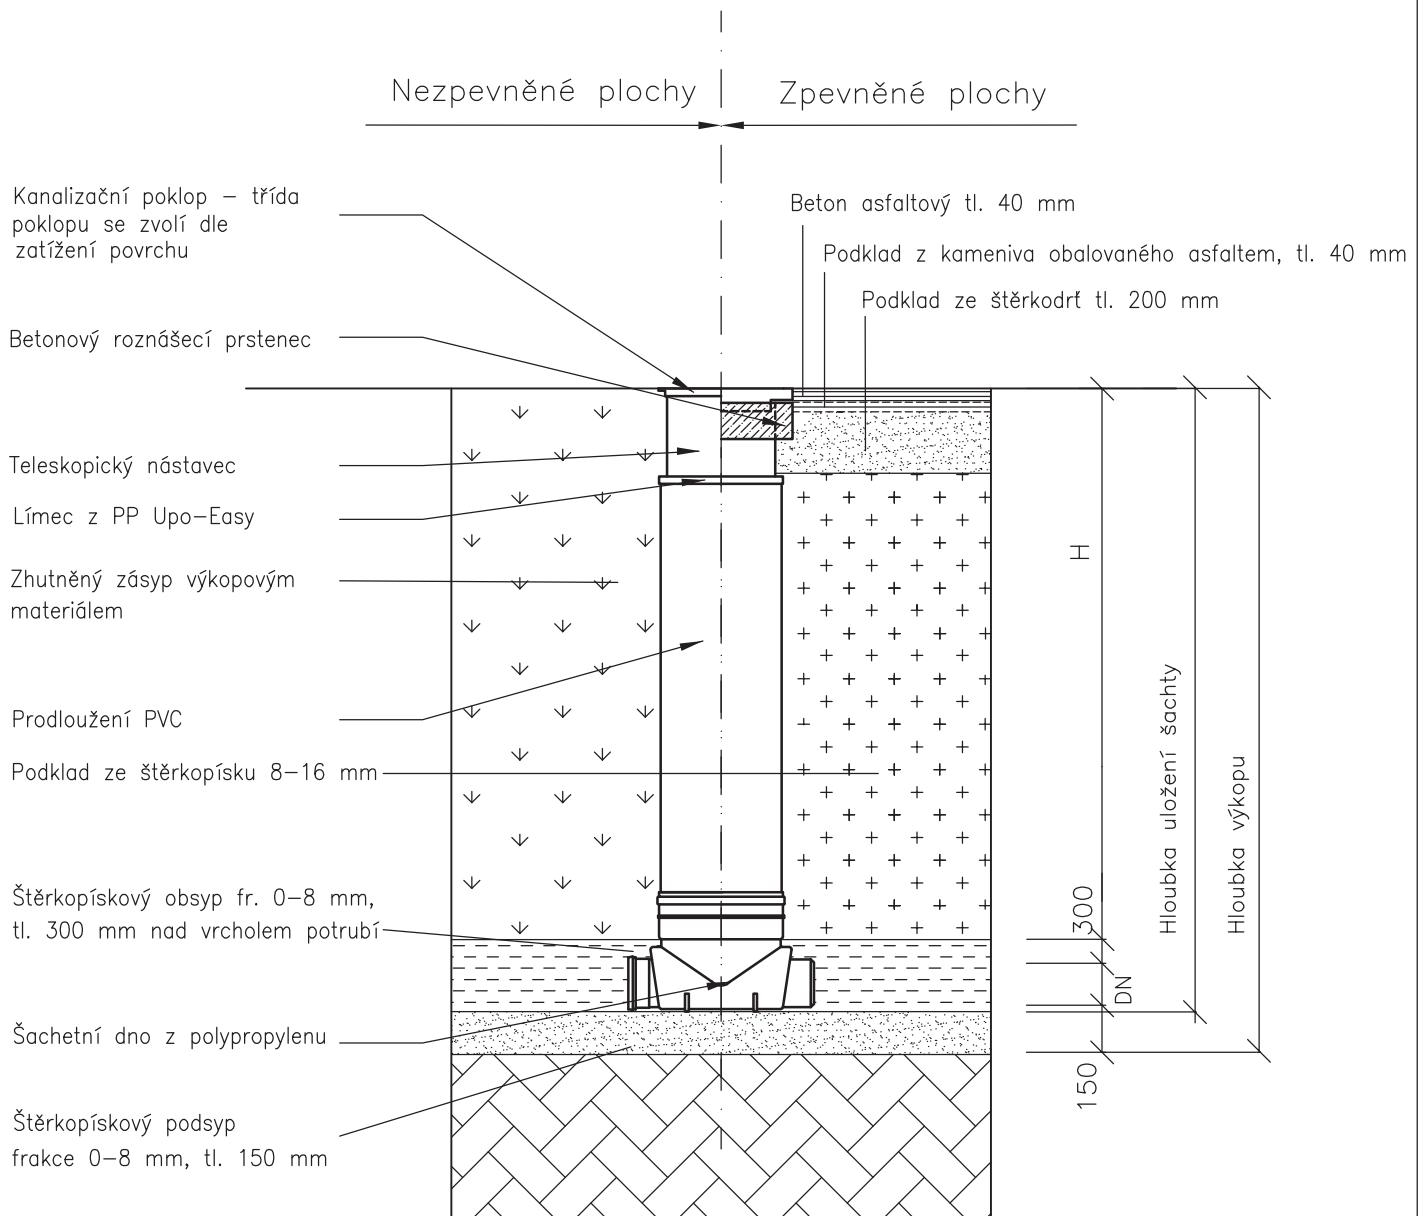 Nezpevněné plochy
Zpevněné plochy
Kanalizační poklop – třída
poklopu se zvolí dle
zatížení povrchu
Betonový roznášecí prstenec
Teleskopický nástavec
Límec z PP Upo–Easy
Zhutněný zásyp výkopovým
materiálem
Prodloužení PVC
Podklad ze štěrkopísku 8–16 mm
Štěrkopískový obsyp fr. 0–8 mm,
tl. 300 mm nad vrcholem potrubí
Šachetní dno z polypropylenu
Štěrkopískový podsyp
frakce 0–8 mm, tl. 150 mm
Beton asfaltový tl. 40 mm
Podklad z kameniva obalovaného asfaltem, tl. 40 mm
Podklad ze štěrkodrť tl. 200 mm
H
300
DN
150
Hloubka uložení šachty
Hloubka výkopu